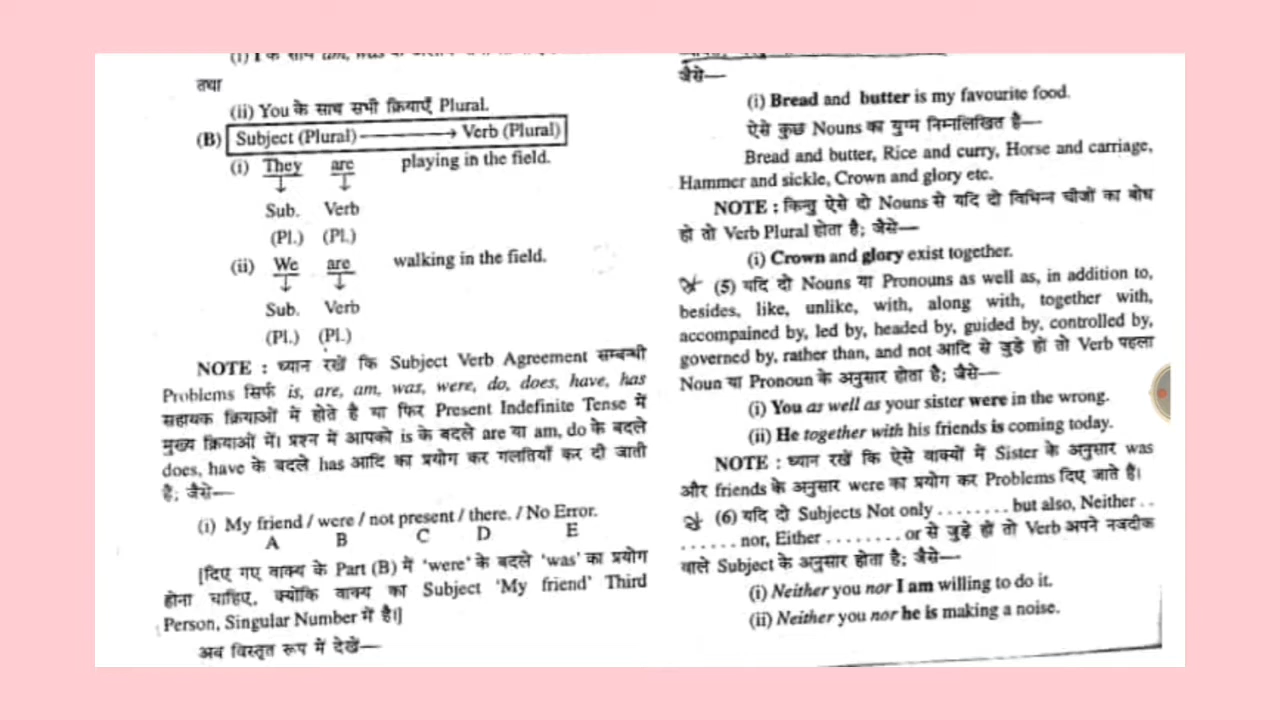 तथा
(ii) You के साथ सभी क्रियाएँ Plural.
(B) Subject (Plural) ⟶ Verb (Plural)
(i) They are playing in the field.
Sub. Verb
(Pl.) (Pl.)
(ii) We are walking in the field.
Sub. Verb
(Pl.) (Pl.)
NOTE : ध्यान रखें कि Subject Verb Agreement सम्बन्धी
Problems सिर्फ is, are, am, was, were, do, does, have, has
सहायक क्रियाओं में होते है या फिर Present Indefinite Tense में
मुख्य क्रियाओं में। प्रश्न में आपको is के बदले are या am, do के बदले
does, have के बदले has आदि का प्रयोग कर गलतियाँ कर दी जाती
है; जैसे—
(i) My friend / were / not present / there. / No Error.
A B C D E
[दिए गए वाक्य के Part (B) में ‘were’ के बदले ‘was’ का प्रयोग
होना चाहिए, क्योंकि वाक्य का Subject ‘My friend’ Third
Person, Singular Number में है।]
अब विस्तृत रूप में देखें—
जैसे—
(i) Bread and butter is my favourite food.
ऐसे कुछ Nouns का युग्म निम्नलिखित है—
Bread and butter, Rice and curry, Horse and carriage,
Hammer and sickle, Crown and glory etc.
NOTE : किन्तु ऐसे दो Nouns से यदि दो विभिन्न चीजों का बोध
हो तो Verb Plural होता है; जैसे—
(i) Crown and glory exist together.
(5) यदि दो Nouns या Pronouns as well as, in addition to,
besides, like, unlike, with, along with, together with,
accompained by, led by, headed by, guided by, controlled by,
governed by, rather than, and not आदि से जुड़े हों तो Verb पहला
Noun या Pronoun के अनुसार होता है; जैसे—
(i) You as well as your sister were in the wrong.
(ii) He together with his friends is coming today.
NOTE : ध्यान रखें कि ऐसे वाक्यों में Sister के अनुसार was
और friends के अनुसार were का प्रयोग कर Problems दिए जाते हैं।
(6) यदि दो Subjects Not only ........ but also, Neither ..
...... nor, Either ........ or से जुड़े हों तो Verb अपने नजदीक
वाले Subject के अनुसार होता है; जैसे—
(i) Neither you nor I am willing to do it.
(ii) Neither you nor he is making a noise.